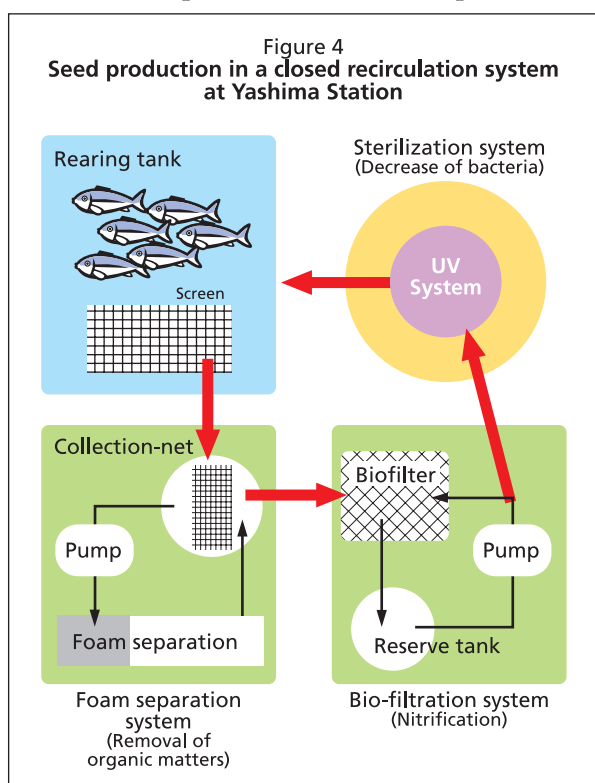 Figure 4
Seed production in a closed recirculation system
at Yashima Station
Rearing tank
Screen
Sterilization system
(Decrease of bacteria)
UV
System
Collection-net
Pump
Foam separation
Foam separation
system
(Removal of
organic matters)
Biofilter
Pump
Reserve tank
Bio-filtration system
(Nitrification)